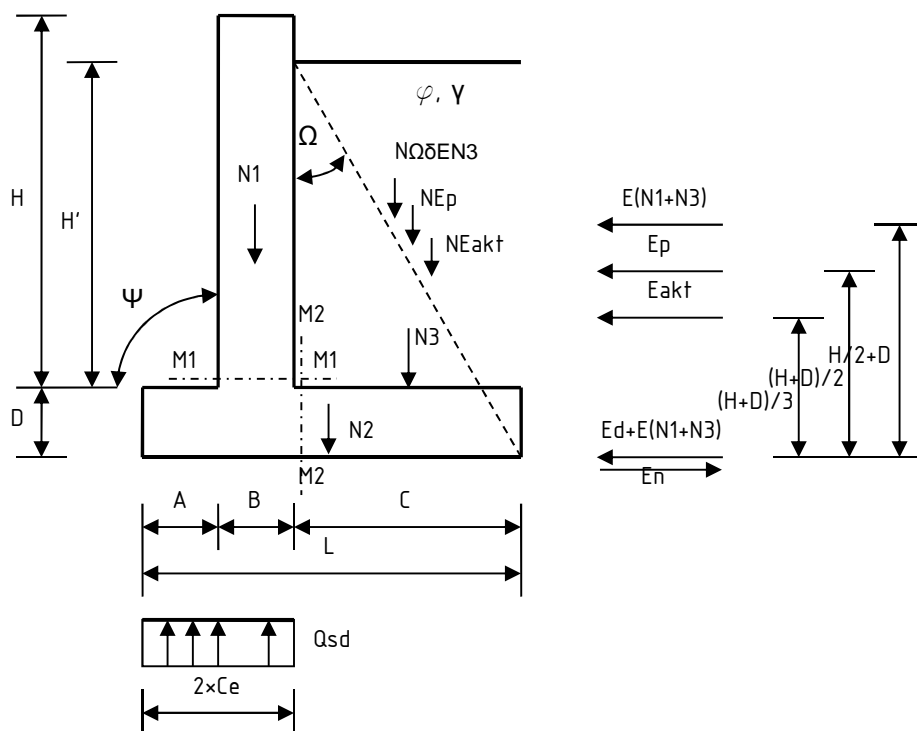 φ, γ
Ω
NΩδEN3
H
N1
NEp
E(N1+N3)
H'
Ep
NEakt
Eakt
Ψ
M2
N3
M1
M1
(H+D)/3
(H+D)/2
H/2+D
D
N2
Ed+E(N1+N3)
M2
En
A
B
C
L
Qsd
2×Ce